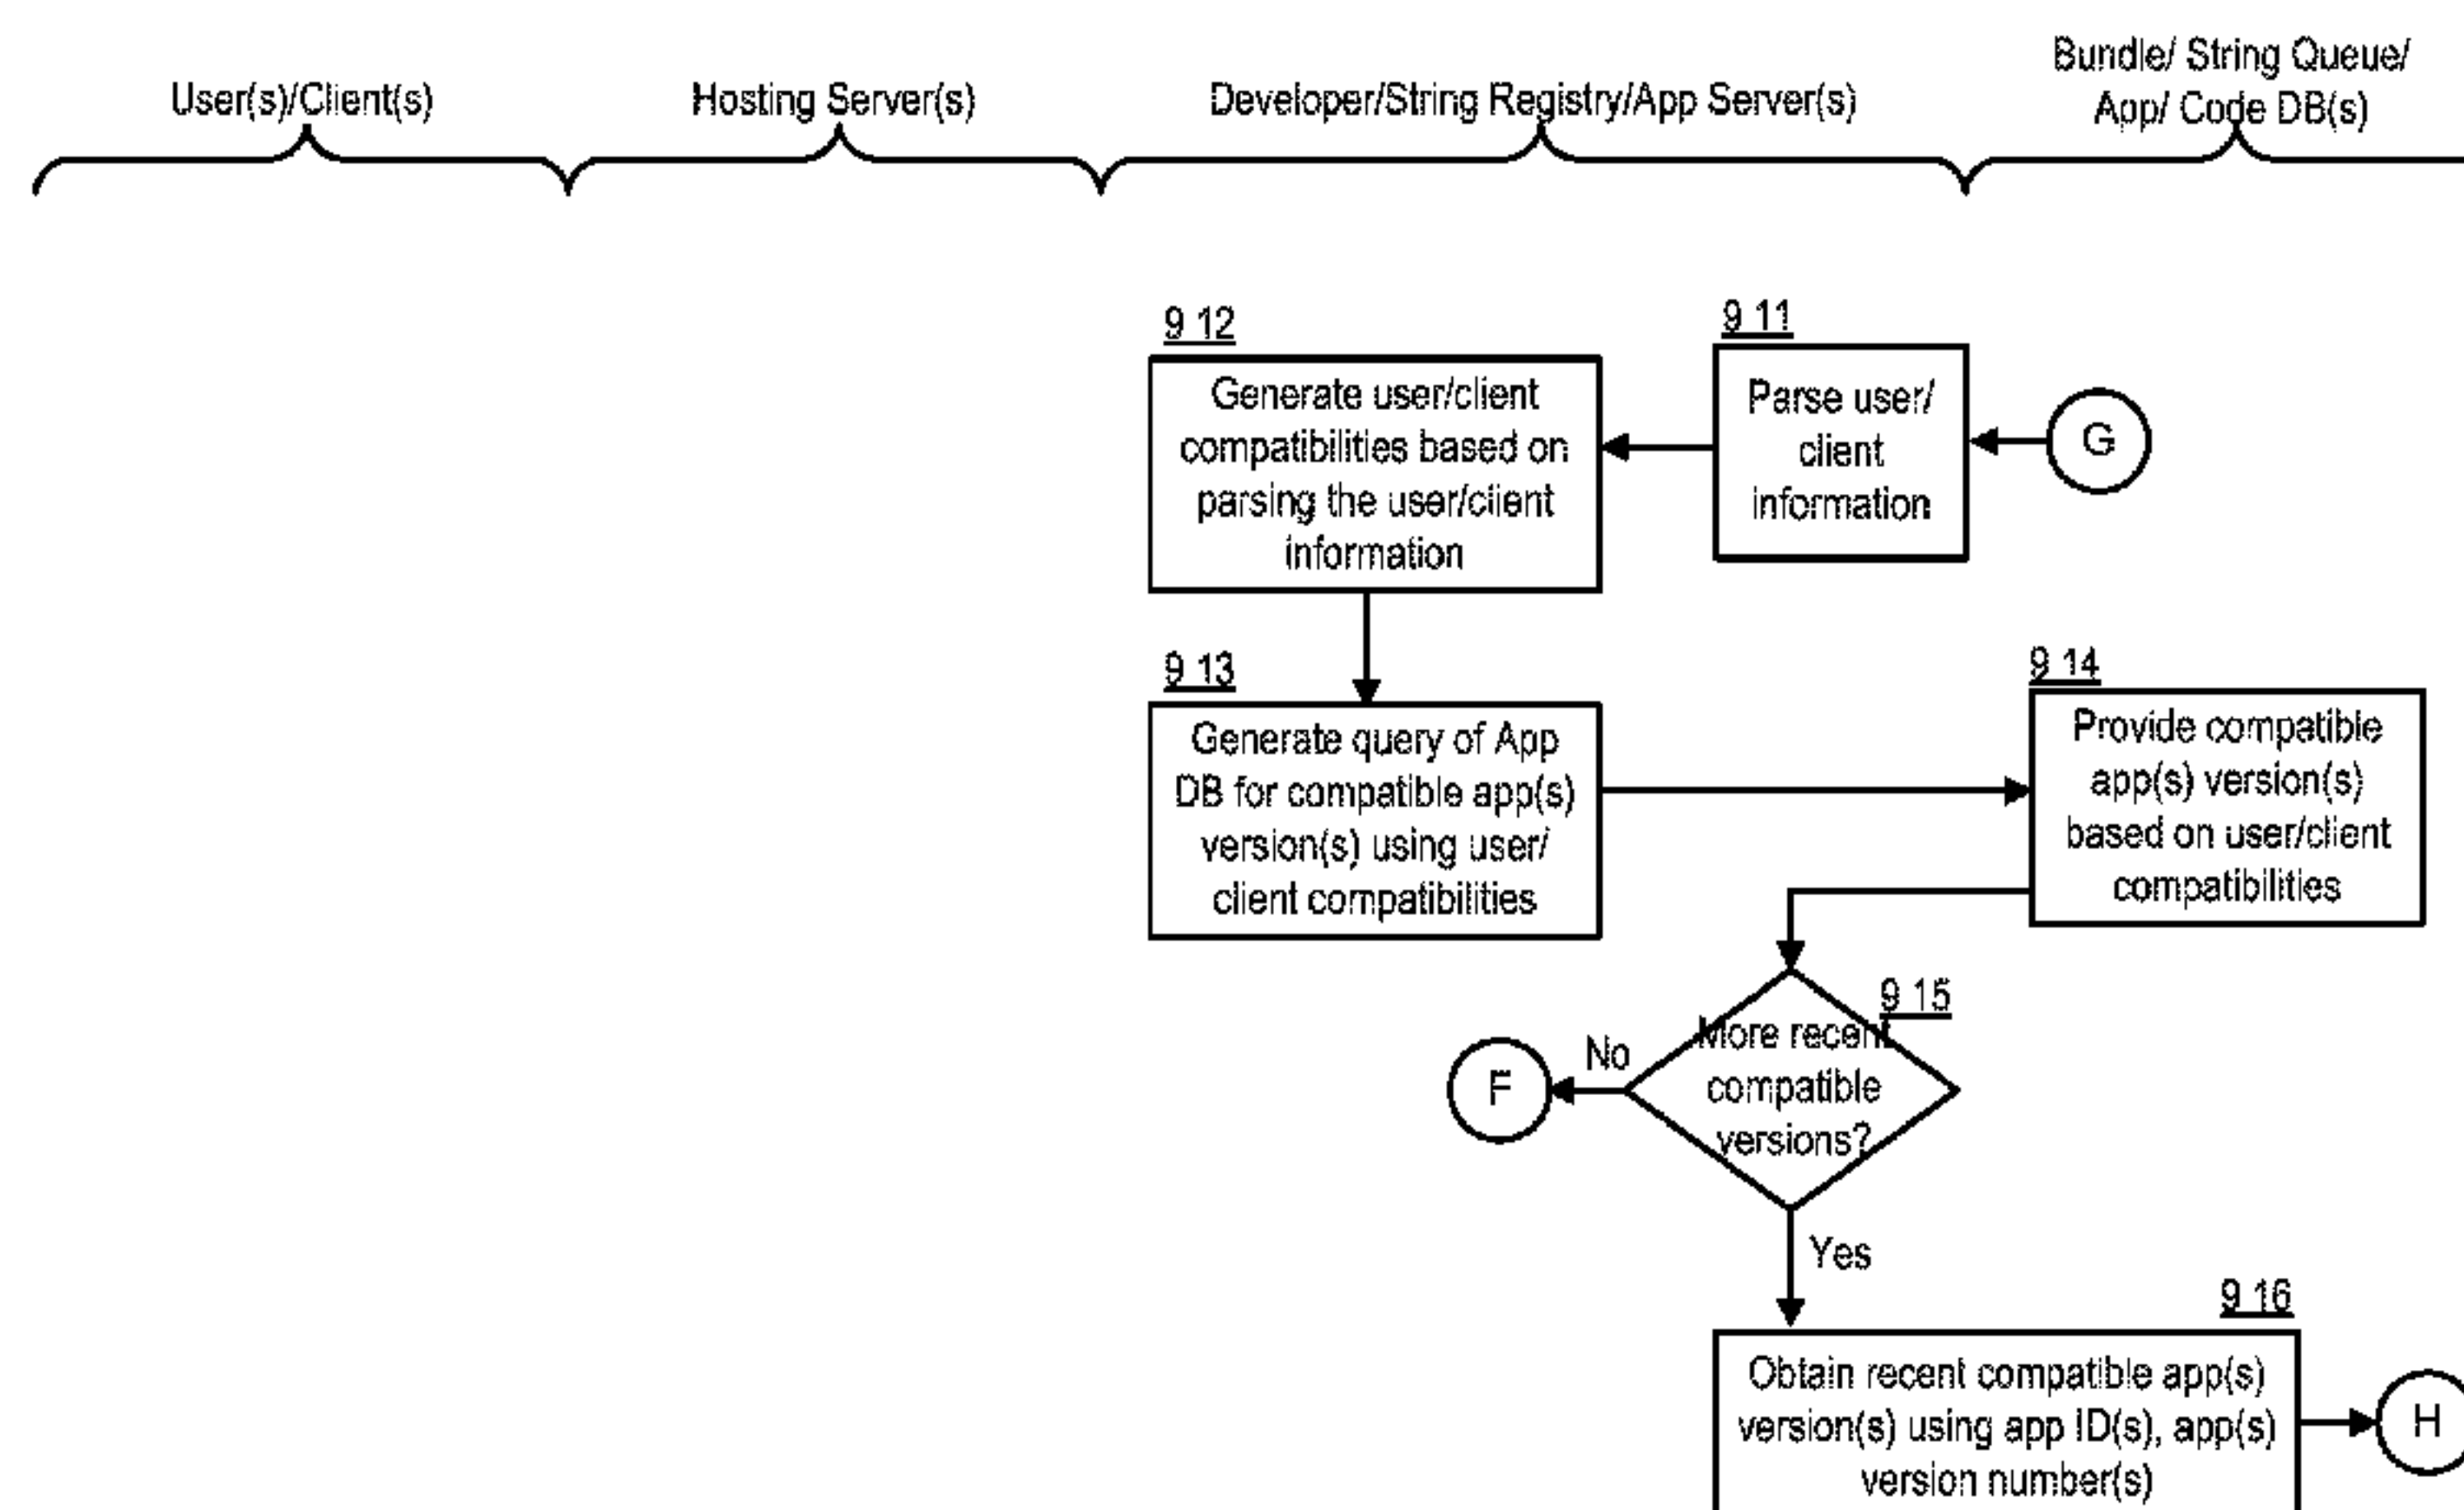 User(s)/Client(s)
Hosting Server(s)
Developer/String Registry/App Server(s)
Bundle/ String Queue/
App/ Code DB(s)
9 12
Generate user/client
compatibilities based on
parsing the user/client
information
9 11
Parse user/
client
information
G
9 13
Generate query of App
DB for compatible app(s)
version(s) using user/
client compatibilities
9 14
Provide compatible
app(s) version(s)
based on user/client
compatibilities
9 15
More recent
compatible
versions?
No
F
Yes
9 16
Obtain recent compatible app(s)
version(s) using app ID(s), app(s)
version number(s)
H